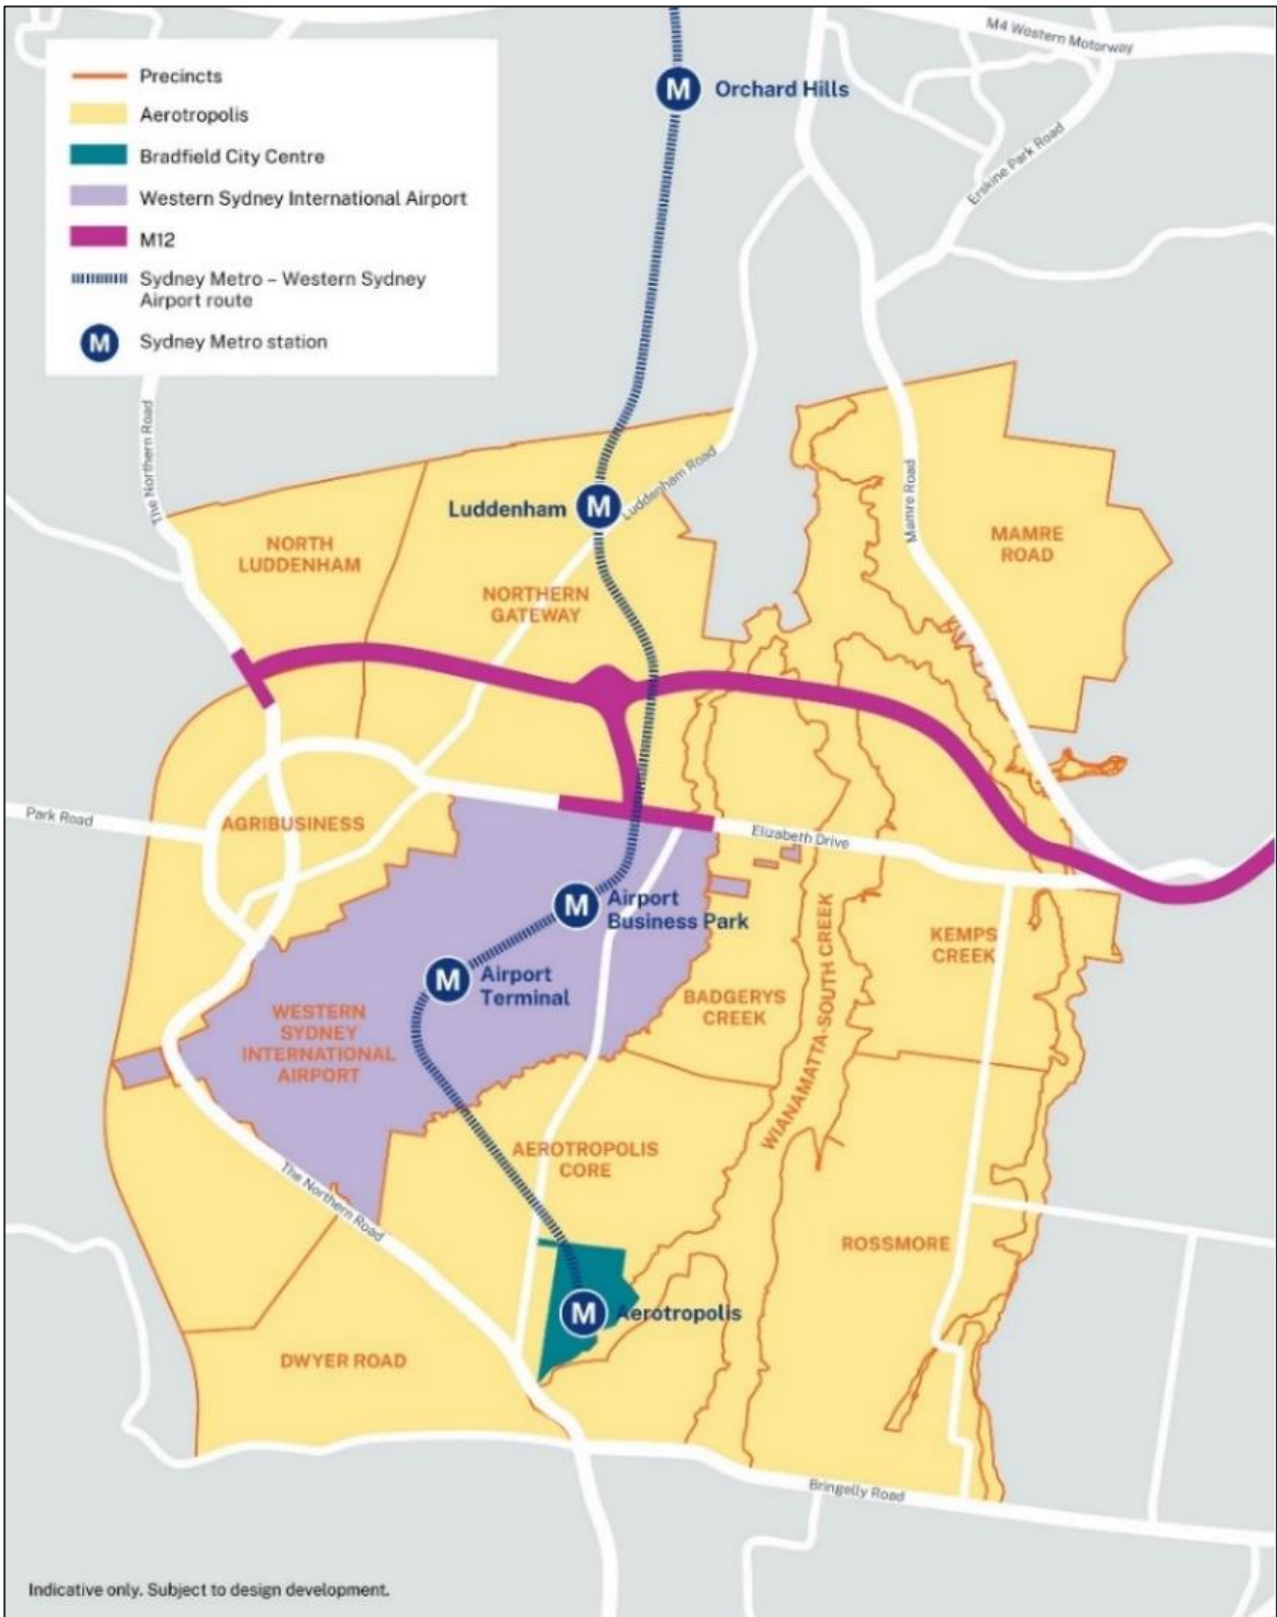 Precincts
Aerotropolis
Bradfield City Centre
Western Sydney International Airport
M12
Sydney Metro – Western Sydney
Airport route
M
Sydney Metro station
M4 Western Motorway
M
Orchard Hills
Erskine Park Road
The Northern Road
Luddenham
M
Luddenham Road
Mamre Road
MAMRE
ROAD
NORTH
LUDDENHAM
NORTHERN
GATEWAY
Park Road
AGRIBUSINESS
Elizabeth Drive
M
Airport
Business Park
KEMPS
CREEK
M
Airport
Terminal
BADGERYS
CREEK
WIANAMATTA-SOUTH CREEK
WESTERN
SYDNEY
INTERNATIONAL
AIRPORT
AEROTROPOLIS
CORE
The Northern Road
ROSSMORE
M
Aerotropolis
DWYER ROAD
Bringelly Road
Indicative only. Subject to design development.